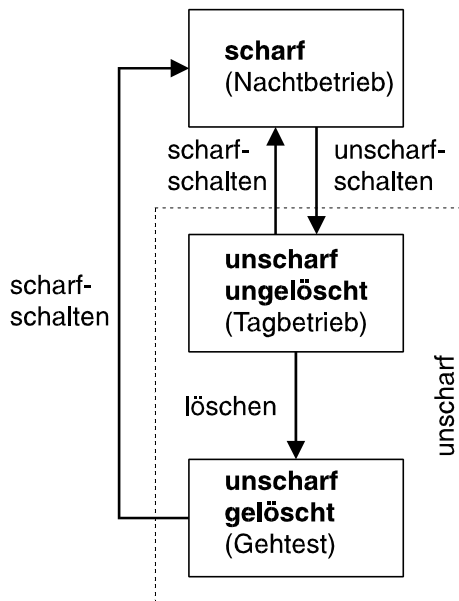 scharf
(Nachtbetrieb)
scharf-
schalten
unscharf-
schalten
unscharf
ungelöscht
(Tagbetrieb)
scharf-
schalten
unscharf
löschen
unscharf
gelöscht
(Gehtest)